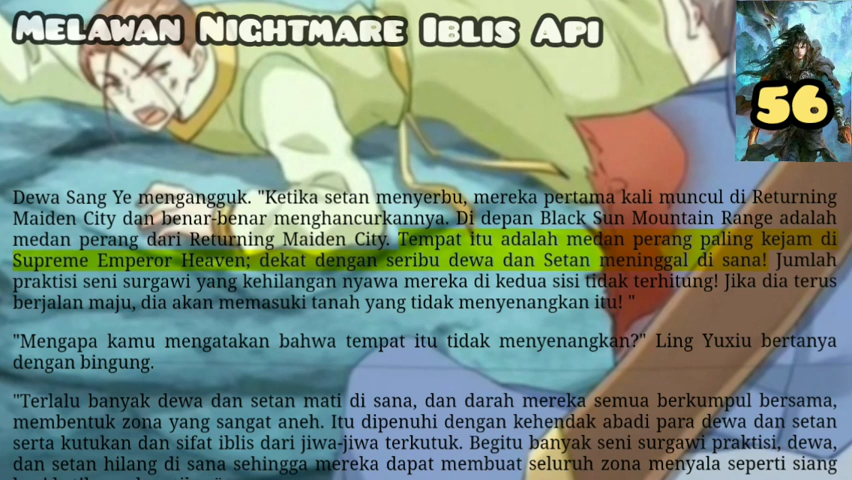 Melawan Nightmare Iblis Api
56
Dewa Sang Ye mengangguk. "Ketika setan menyerbu, mereka pertama kali muncul di Returning
Maiden City dan benar-benar menghancurkannya. Di depan Black Sun Mountain Range adalah
medan perang dari Returning Maiden City. Tempat itu adalah medan perang paling kejam di
Supreme Emperor Heaven; dekat dengan seribu dewa dan Setan meninggal di sana! Jumlah
praktisi seni surgawi yang kehilangan nyawa mereka di kedua sisi tidak terhitung! Jika dia terus
berjalan maju, dia akan memasuki tanah yang tidak menyenangkan itu! "
"Mengapa kamu mengatakan bahwa tempat itu tidak menyenangkan?" Ling Yuxiu bertanya
dengan bingung.
"Terlalu banyak dewa dan setan mati di sana, dan darah mereka semua berkumpul bersama,
membentuk zona yang sangat aneh. Itu dipenuhi dengan kehendak abadi para dewa dan setan
serta kutukan dan sifat iblis dari jiwa-jiwa terkutuk. Begitu banyak seni surgawi praktisi, dewa,
dan setan hilang di sana sehingga mereka dapat membuat seluruh zona menyala seperti siang